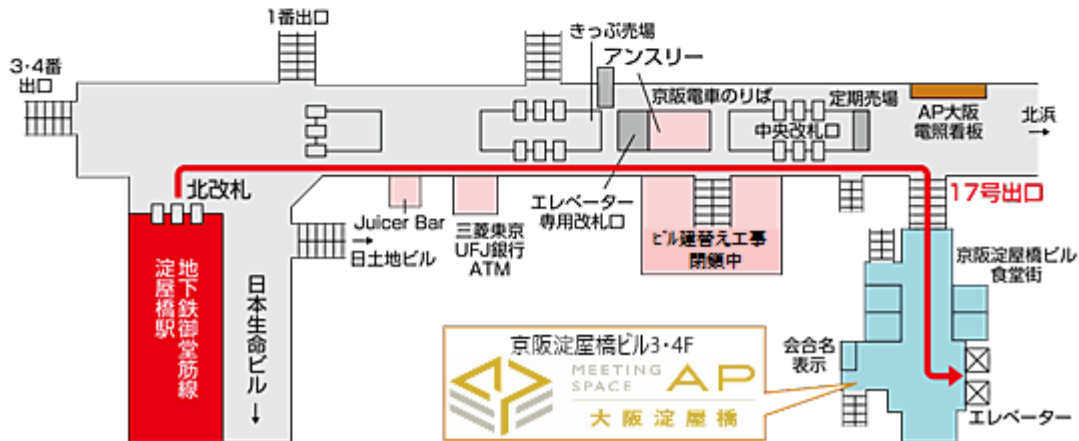 1番出口
きっぷ売場
アンスリー
3・4番
出口
京阪電車のりば
定期売場
中央改札口
AP大阪
電照看板
北浜
→
北改札
エレベーター
専用改札口
17号出口
Juicer Bar
三菱東京
UFJ銀行
ATM
→
日土地ビル
ビル建替え工事
閉鎖中
地下鉄御堂筋線
淀屋橋駅
日本生命ビル→
京阪淀屋橋ビル
食堂街
会合名
表示
エレベーター
京阪淀屋橋ビル3・4F
MEETING
SPACE
AP
大阪淀屋橋